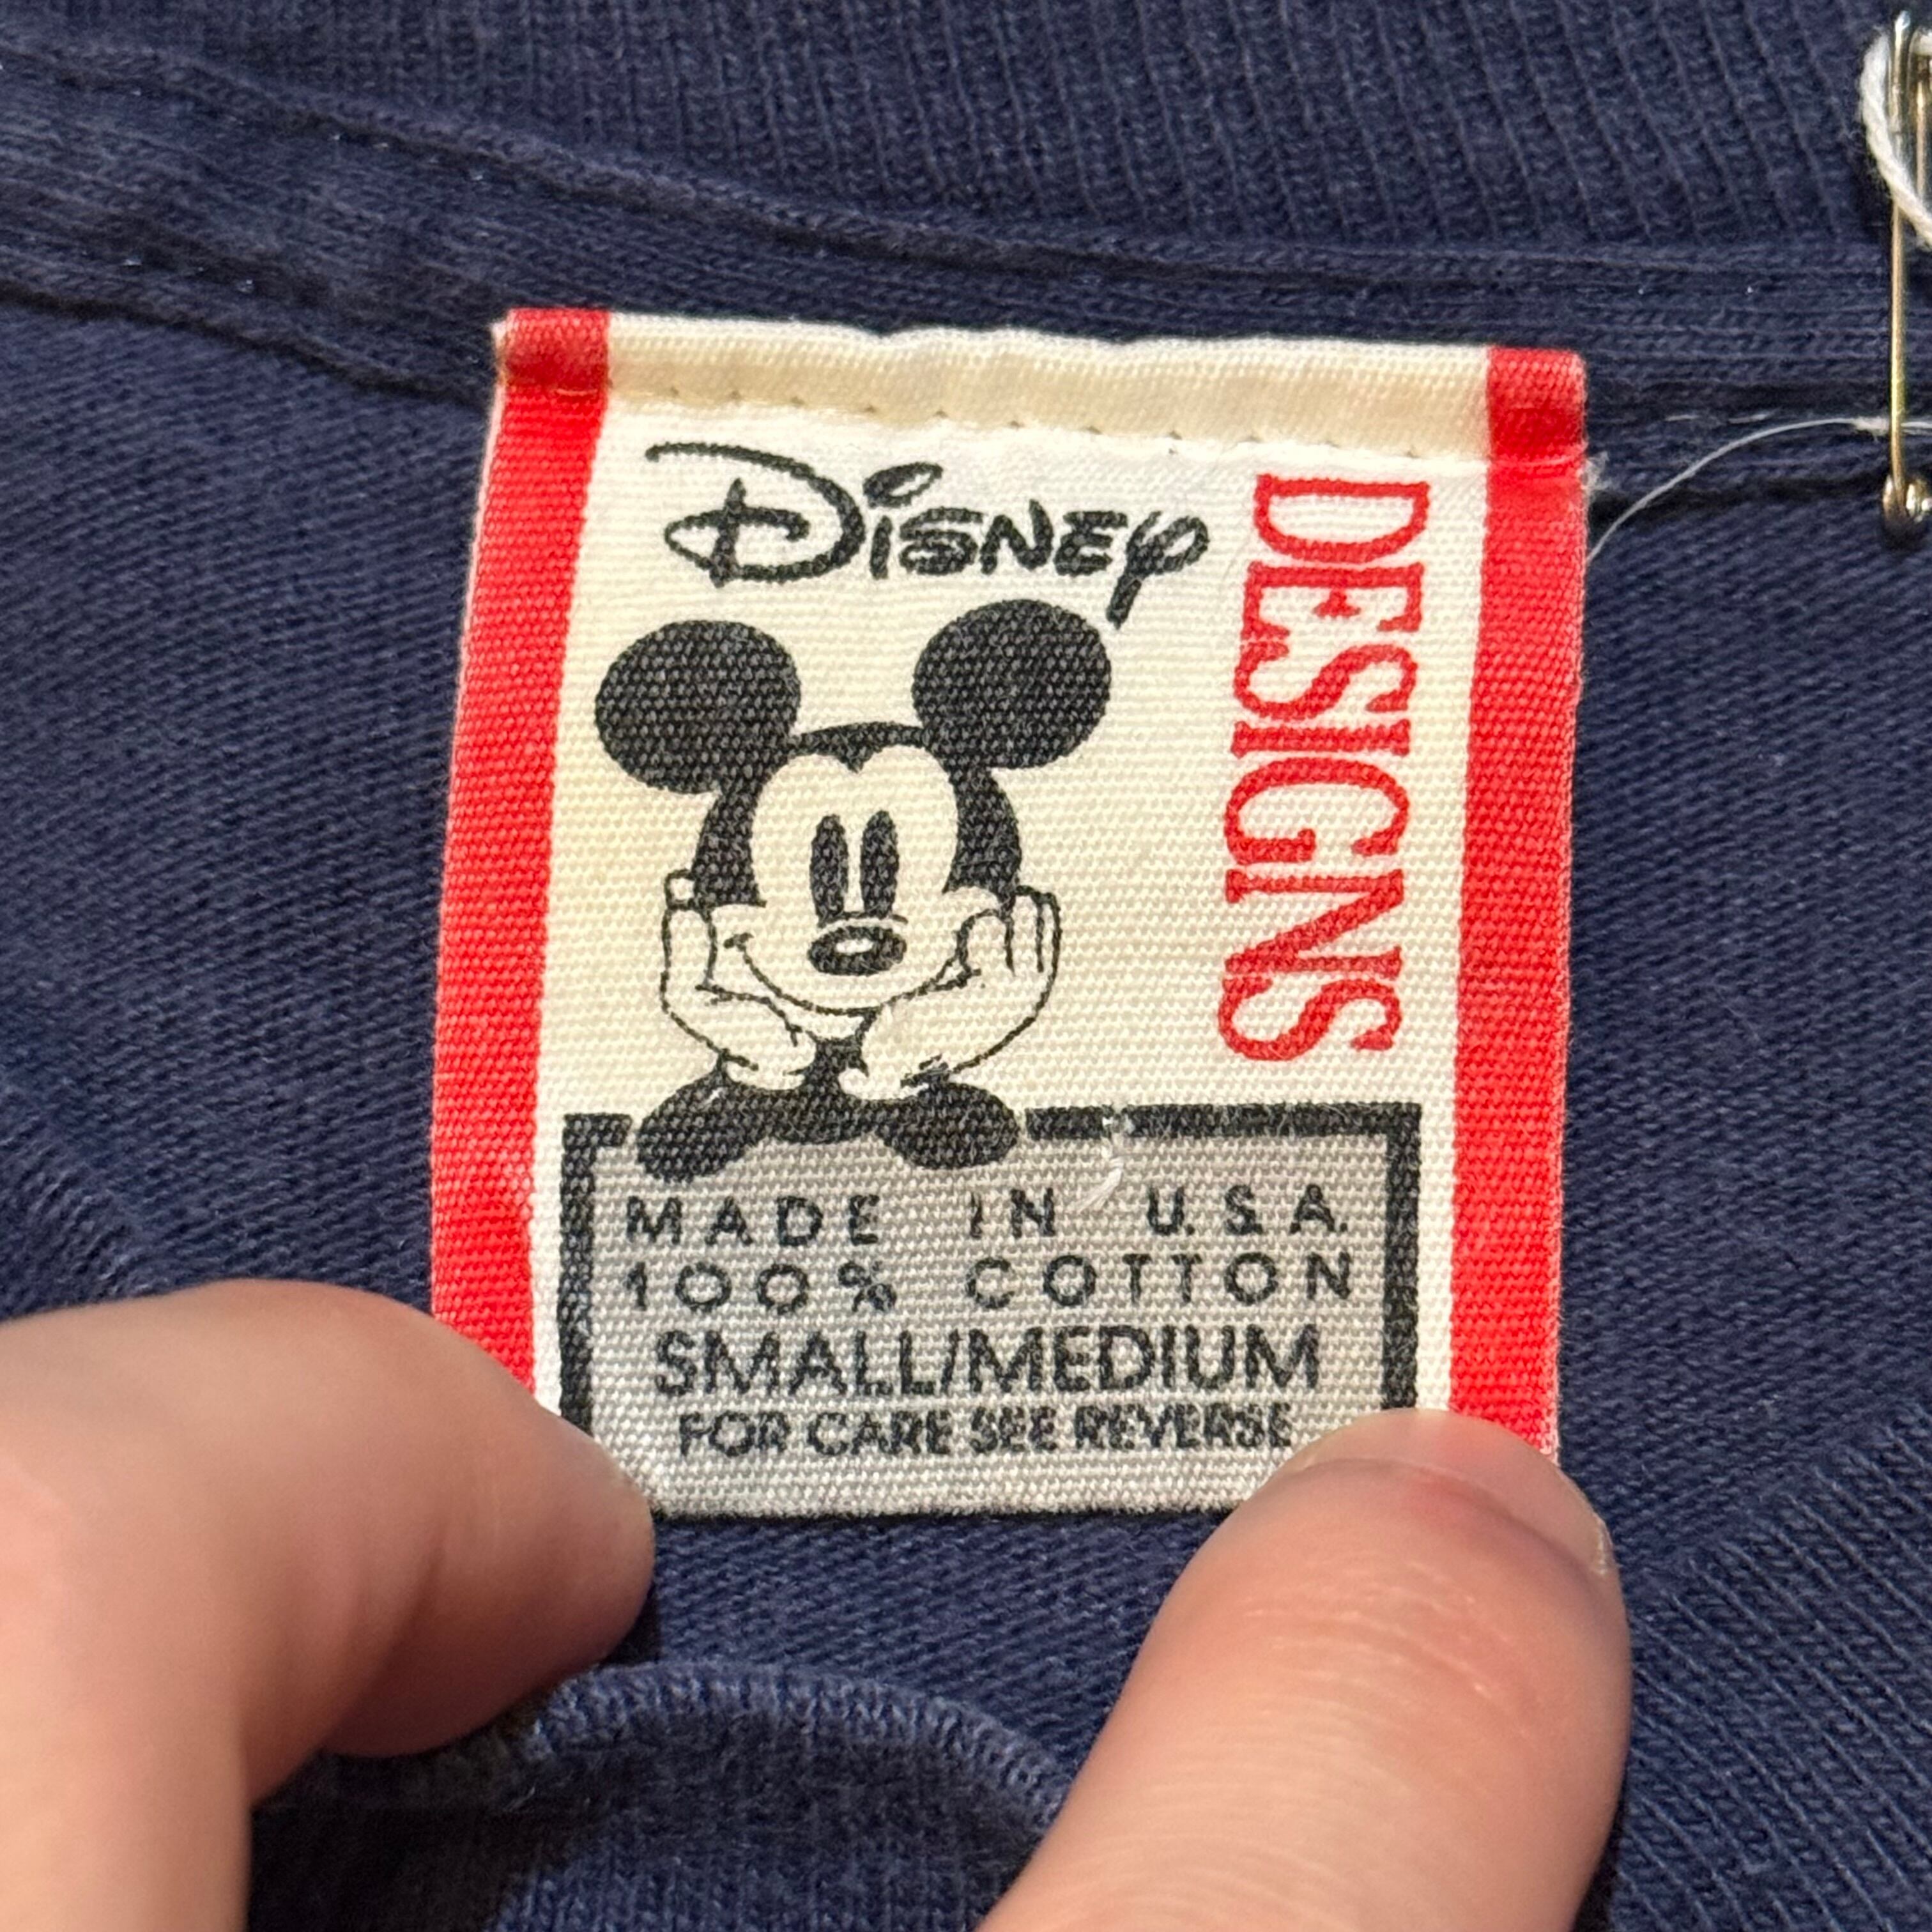 Disney
DESIGNS
MADE IN U.S.A.
100% COTTON
SMALL/MEDIUM
FOR CARE SEE REVERSE